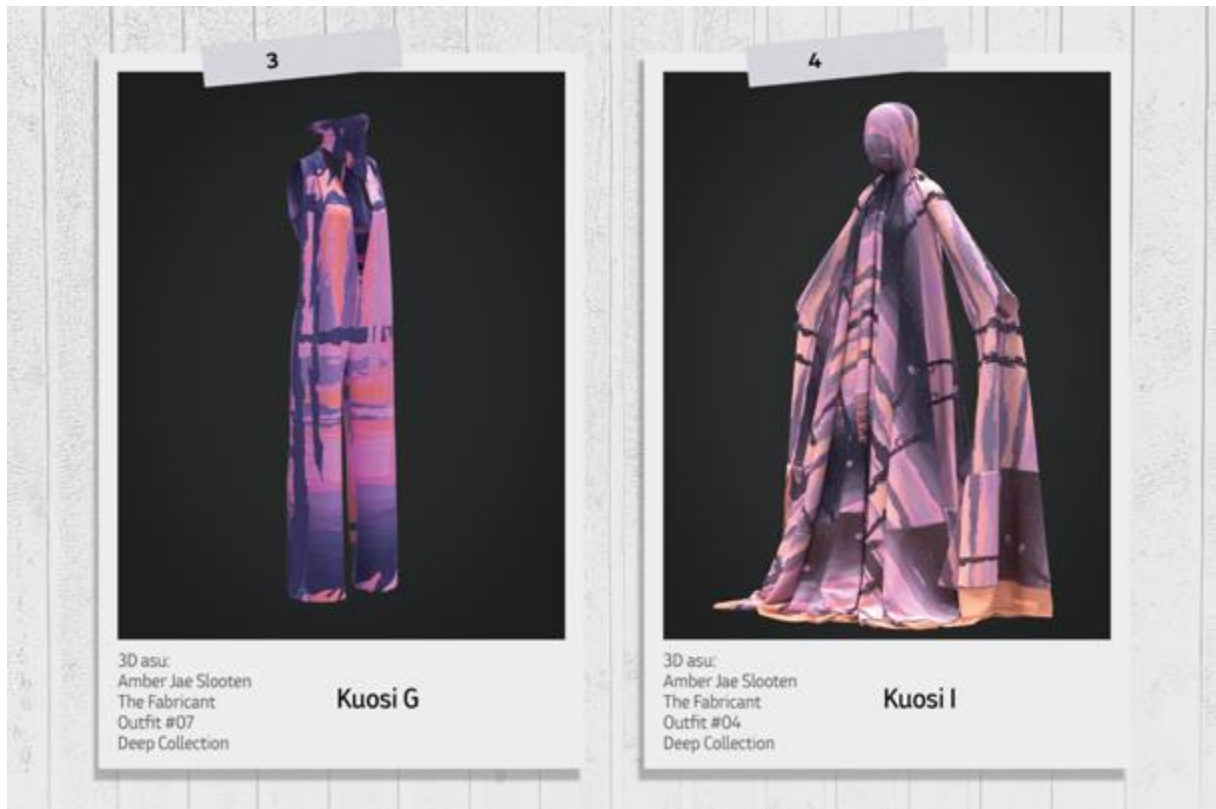 3
3D asu:
Amber Jae Slooten
The Fabricant
Outfit #07
Deep Collection
Kuosi G
4
3D asu:
Amber Jae Slooten
The Fabricant
Outfit #04
Deep Collection
Kuosi I